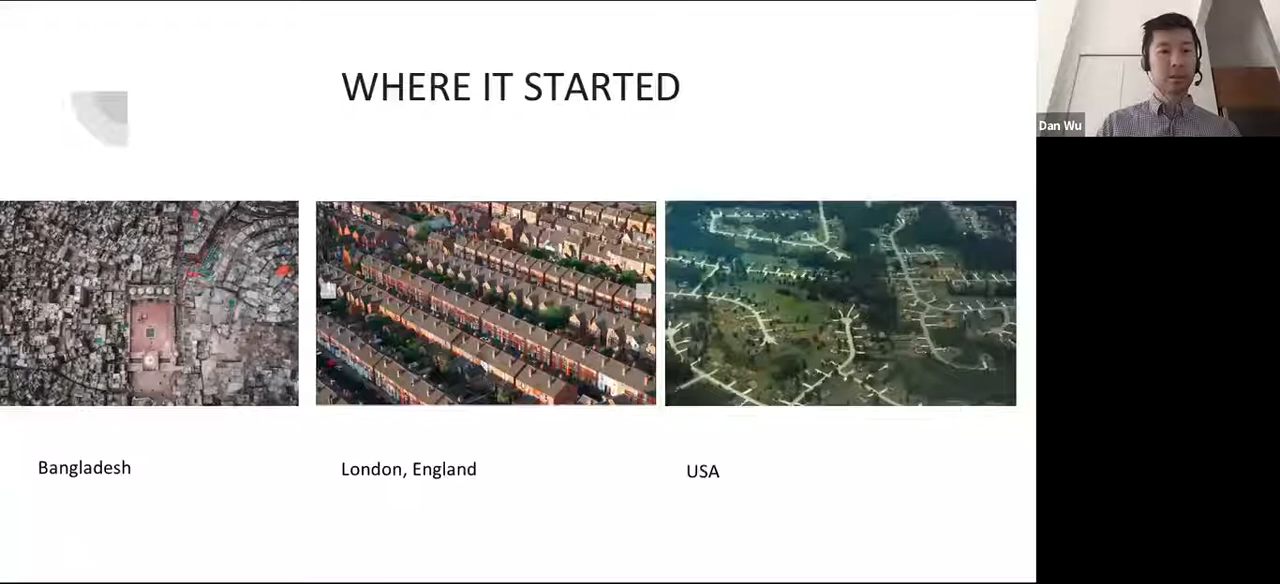 WHERE IT STARTED
Dan Wu
Bangladesh
London, England
USA